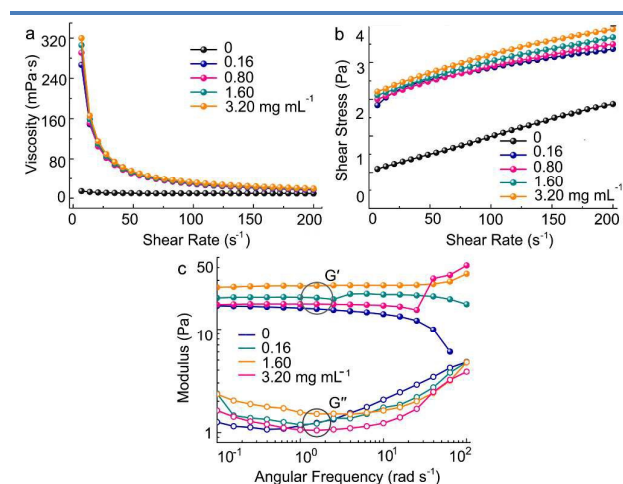 a
320
240
160
80
0
Viscosity (mPa·s)
0
0.16
0.80
1.60
3.20 mg mL⁻¹
0 50 100 150 200
Shear Rate (s⁻¹)
b
4
3
2
1
0
Shear Stress (Pa)
0
0.16
0.80
1.60
3.20 mg mL⁻¹
0 50 100 150 200
Shear Rate (s⁻¹)
c
50
10
1
Modulus (Pa)
G′
0
0.16
1.60
3.20 mg mL⁻¹
G″
10⁻¹ 10⁰ 10¹ 10²
Angular Frequency (rad s⁻¹)